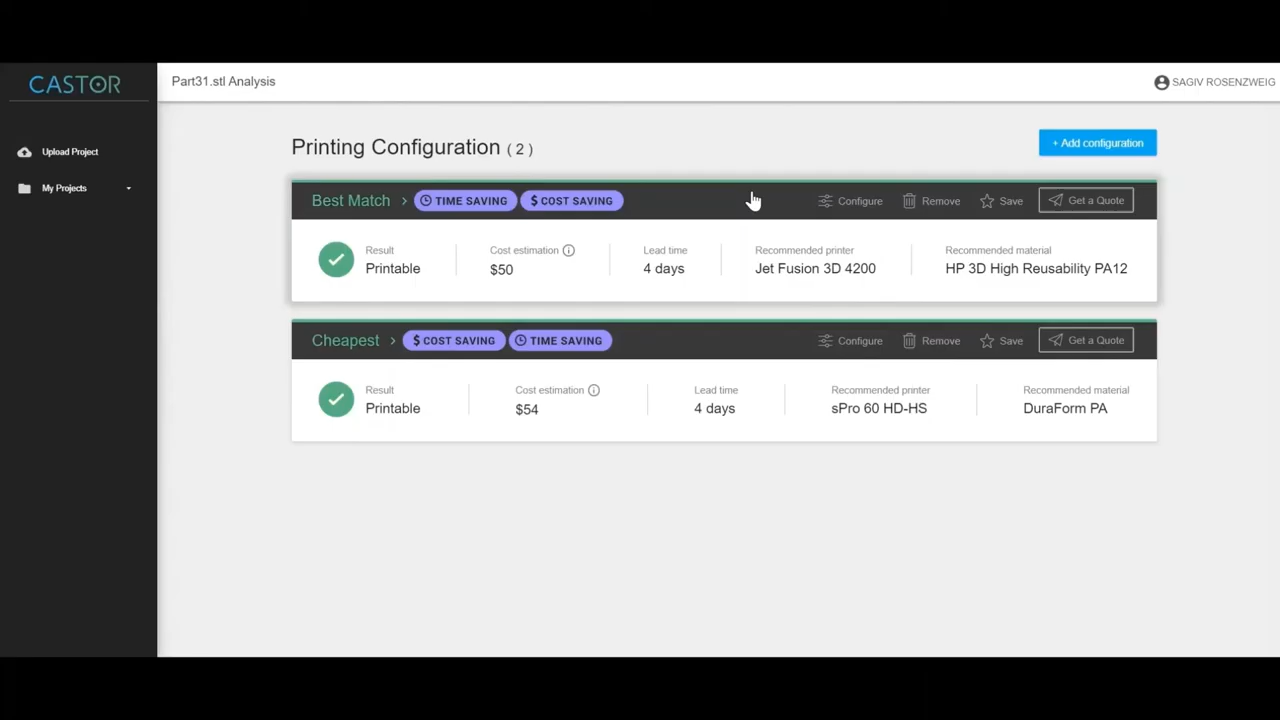 CASTOR
Part31.stl Analysis
SAGIV ROSENZWEIG
Upload Project
My Projects
Printing Configuration ( 2 )
+ Add configuration
Best Match > TIME SAVING $ COST SAVING Configure Remove Save Get a Quote
Result Cost estimation Lead time Recommended printer Recommended material
Printable $50 4 days Jet Fusion 3D 4200 HP 3D High Reusability PA12
Cheapest > $ COST SAVING TIME SAVING Configure Remove Save Get a Quote
Result Cost estimation Lead time Recommended printer Recommended material
Printable $54 4 days sPro 60 HD-HS DuraForm PA